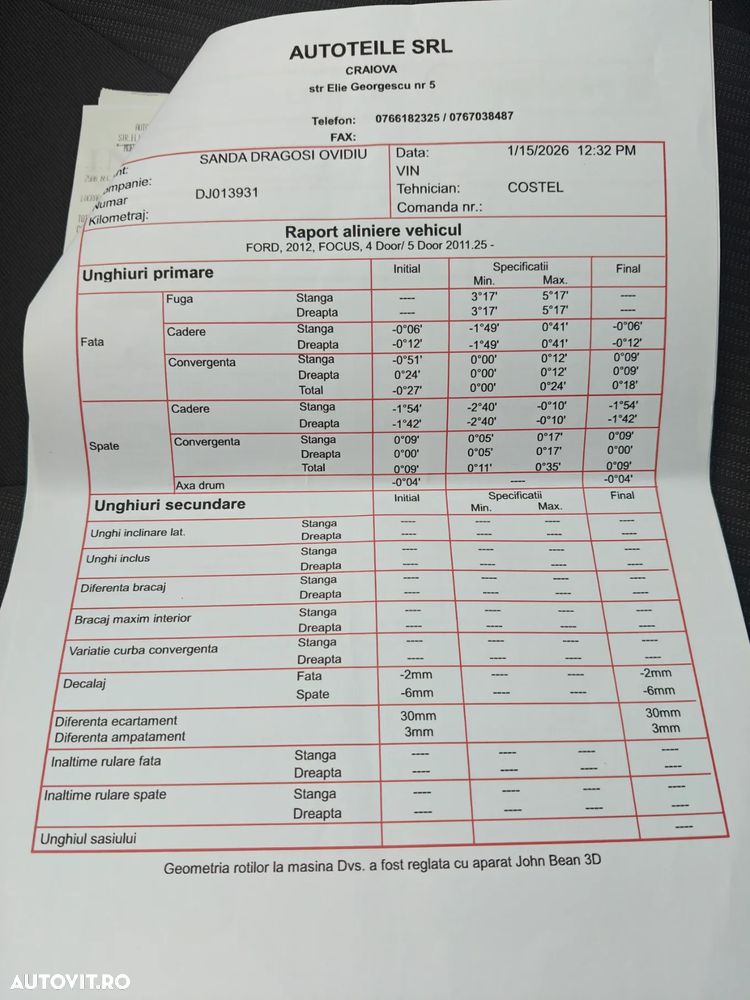 AUTOTEILE SRL
CRAIOVA
str Elie Georgescu nr 5
Telefon: 0766182325 / 0767038487
FAX:
SANDA DRAGOSI OVIDIU Data: 1/15/2026 12:32 PM
VIN
Numar DJ013931 Tehnician: COSTEL
Kilometraj: Comanda nr.:
Raport aliniere vehicul
FORD, 2012, FOCUS, 4 Door/ 5 Door 2011.25 -
Unghiuri primare Initial Specificatii Final
Min. Max.
Fata Fuga Stanga ---- 3°17' 5°17' ----
Dreapta ---- 3°17' 5°17' ----
Cadere Stanga -0°06' -1°49' 0°41' -0°06'
Dreapta -0°12' -1°49' 0°41' -0°12'
Convergenta Stanga -0°51' 0°00' 0°12' 0°09'
Dreapta 0°24' 0°00' 0°12' 0°09'
Total -0°27' 0°00' 0°24' 0°18'
Spate Cadere Stanga -1°54' -2°40' -0°10' -1°54'
Dreapta -1°42' -2°40' -0°10' -1°42'
Convergenta Stanga 0°09' 0°05' 0°17' 0°09'
Dreapta 0°00' 0°05' 0°17' 0°00'
Total 0°09' 0°11' 0°35' 0°09'
Axa drum -0°04' ---- -0°04'
Unghiuri secundare Initial Specificatii Final
Min. Max.
Unghi inclinare lat. Stanga ---- ---- ---- ----
Dreapta ---- ---- ---- ----
Unghi inclus Stanga ---- ---- ---- ----
Dreapta ---- ---- ---- ----
Diferenta bracaj Stanga ---- ---- ---- ----
Dreapta ---- ---- ---- ----
Bracaj maxim interior Stanga ---- ---- ---- ----
Dreapta ---- ---- ---- ----
Variatie curba convergenta Stanga ---- ---- ---- ----
Dreapta ---- ---- ---- ----
Decalaj Fata -2mm ---- ---- -2mm
Spate -6mm ---- ---- -6mm
Diferenta ecartament 30mm 30mm
Diferenta ampatament 3mm 3mm
Inaltime rulare fata Stanga ---- ---- ---- ----
Dreapta ---- ---- ---- ----
Inaltime rulare spate Stanga ---- ---- ---- ----
Dreapta ---- ---- ---- ----
Unghiul sasiului ----
Geometria rotilor la masina Dvs. a fost reglata cu aparat John Bean 3D
AUTOVIT.RO